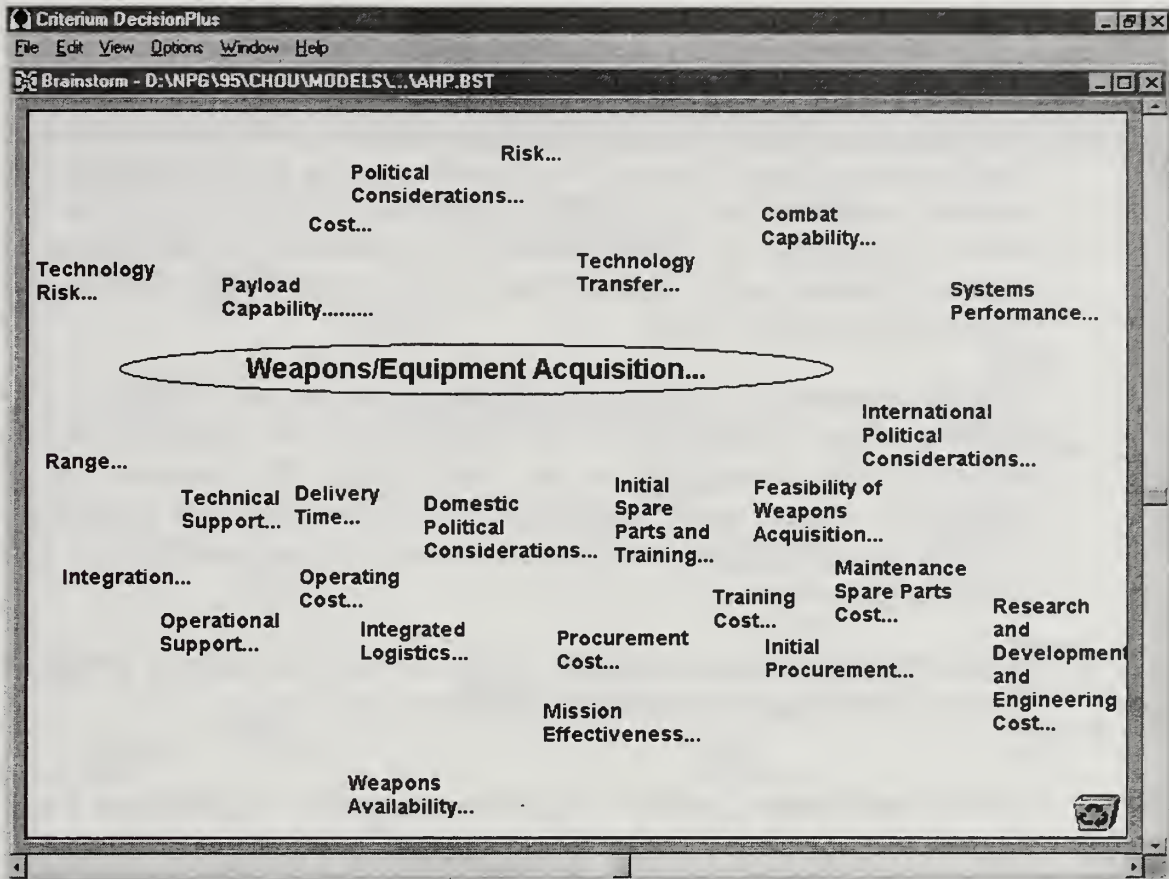 Criterium DecisionPlus
File Edit View Options Window Help
Brainstorm - D:\NPG\95\CHOU\MODELS\...\AHP.BST
Risk...
Political
Considerations...
Cost...
Combat
Capability...
Technology
Risk...
Payload
Capability.........
Technology
Transfer...
Systems
Performance...
Weapons/Equipment Acquisition...
International
Political
Considerations...
Range...
Technical
Support...
Delivery
Time...
Domestic
Political
Considerations...
Initial
Spare
Parts and
Training...
Feasibility of
Weapons
Acquisition...
Integration...
Operating
Cost...
Maintenance
Spare Parts
Cost...
Operational
Support...
Integrated
Logistics...
Procurement
Cost...
Training
Cost...
Initial
Procurement...
Research
and
Development
and
Engineering
Cost...
Mission
Effectiveness...
Weapons
Availability...